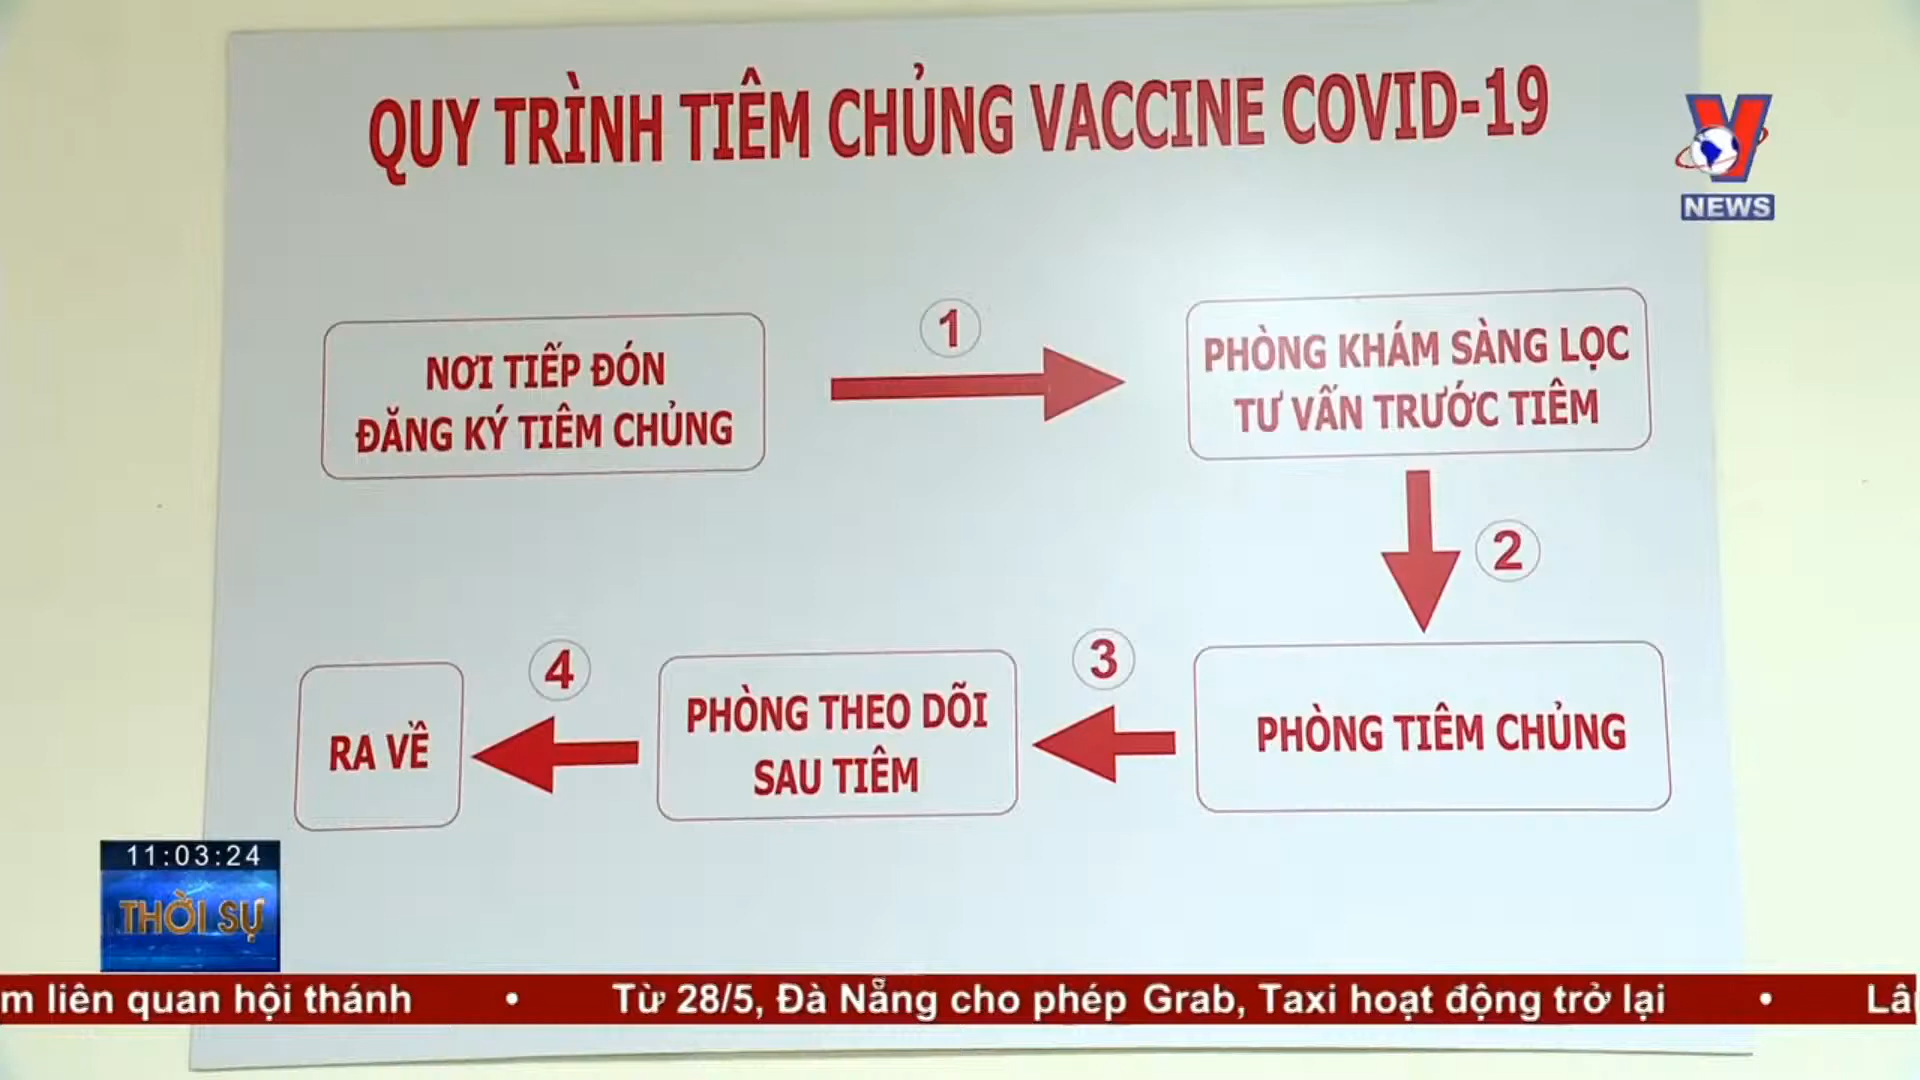 QUY TRÌNH TIÊM CHỦNG VACCINE COVID-19
NEWS
NƠI TIẾP ĐÓN
ĐĂNG KÝ TIÊM CHỦNG
1
PHÒNG KHÁM SÀNG LỌC
TƯ VẤN TRƯỚC TIÊM
2
RA VỀ
4
PHÒNG THEO DÕI
SAU TIÊM
3
PHÒNG TIÊM CHỦNG
11:03:24
THỜI SỰ
liên quan hội thánh • Từ 28/5, Đà Nẵng cho phép Grab, Taxi hoạt động trở lại •